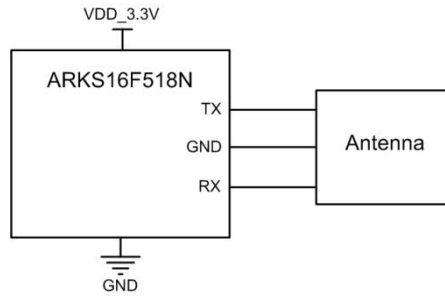 VDD_3.3V
ARKS16F518N
TX
GND
RX
Antenna
GND